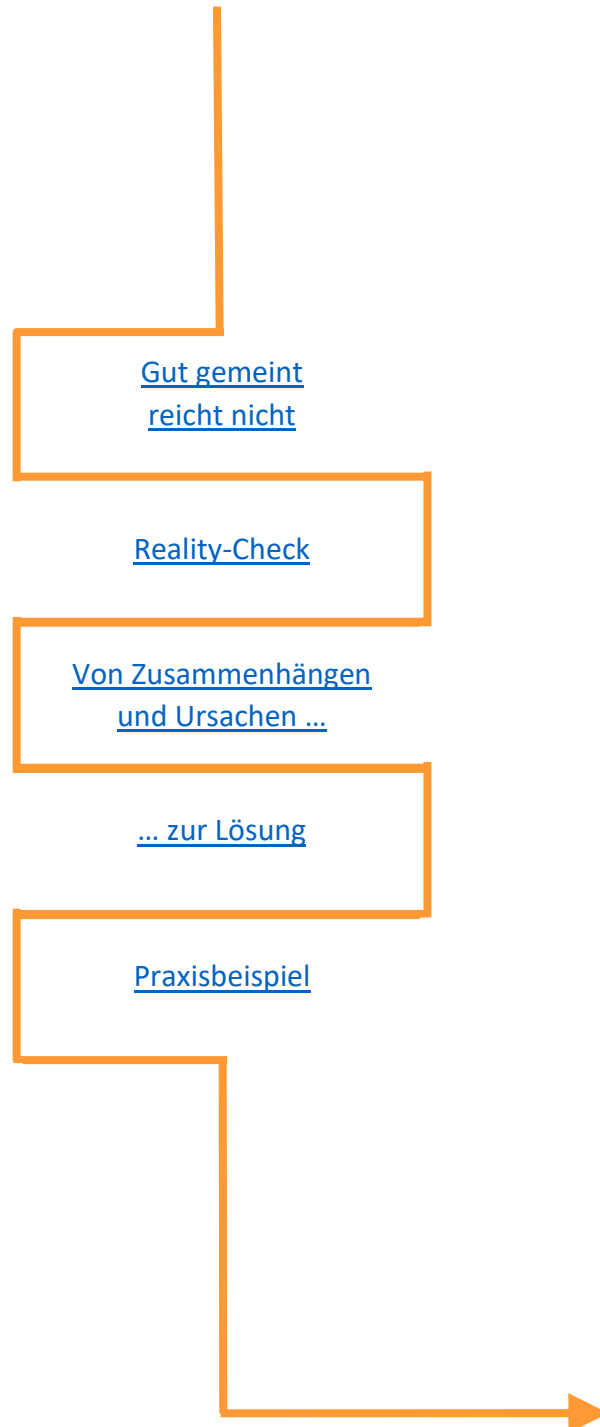 Gut gemeint
reicht nicht
Reality-Check
Von Zusammenhängen
und Ursachen …
… zur Lösung
Praxisbeispiel